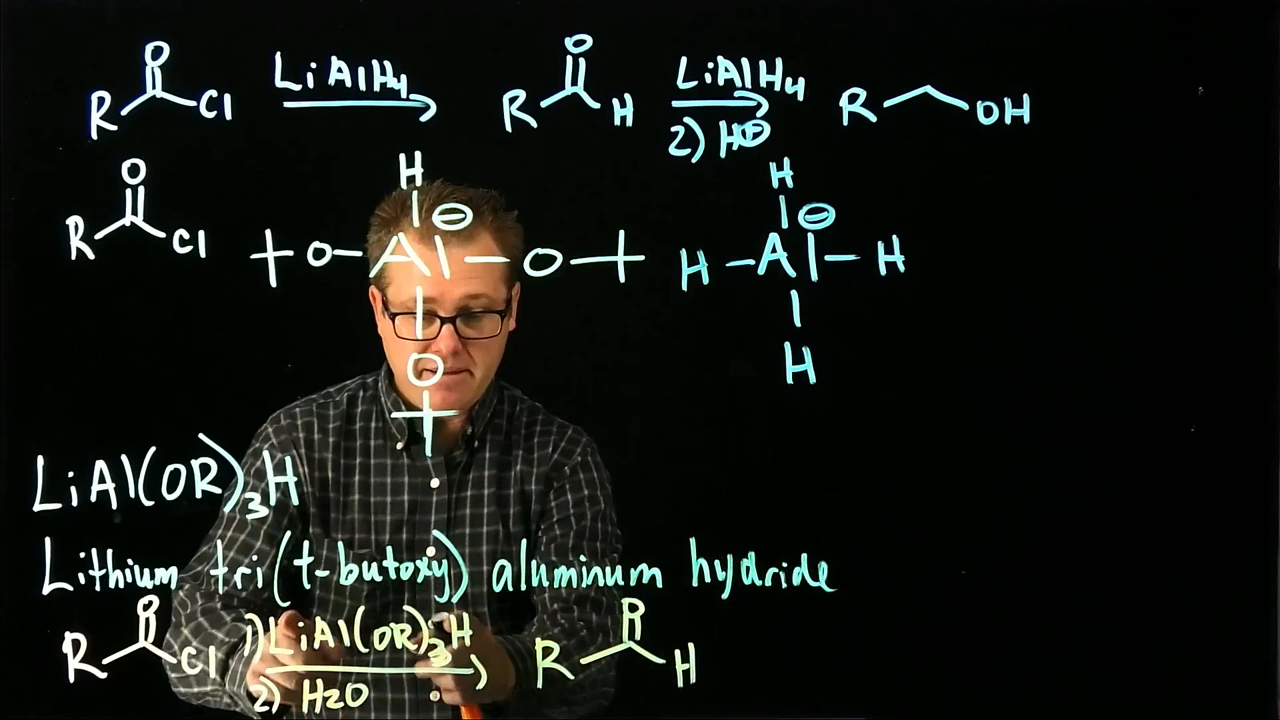 O LiAlH4 O LiAlH4
R Cl R H 2) H⊕ R OH
O H H
R Cl O-Al⊖-O H-Al⊖-H
O H
LiAl(OR)3H
Lithium tri(t-butoxy) aluminum hydride
O 1) LiAl(OR)3H O
R Cl 2) H2O R H